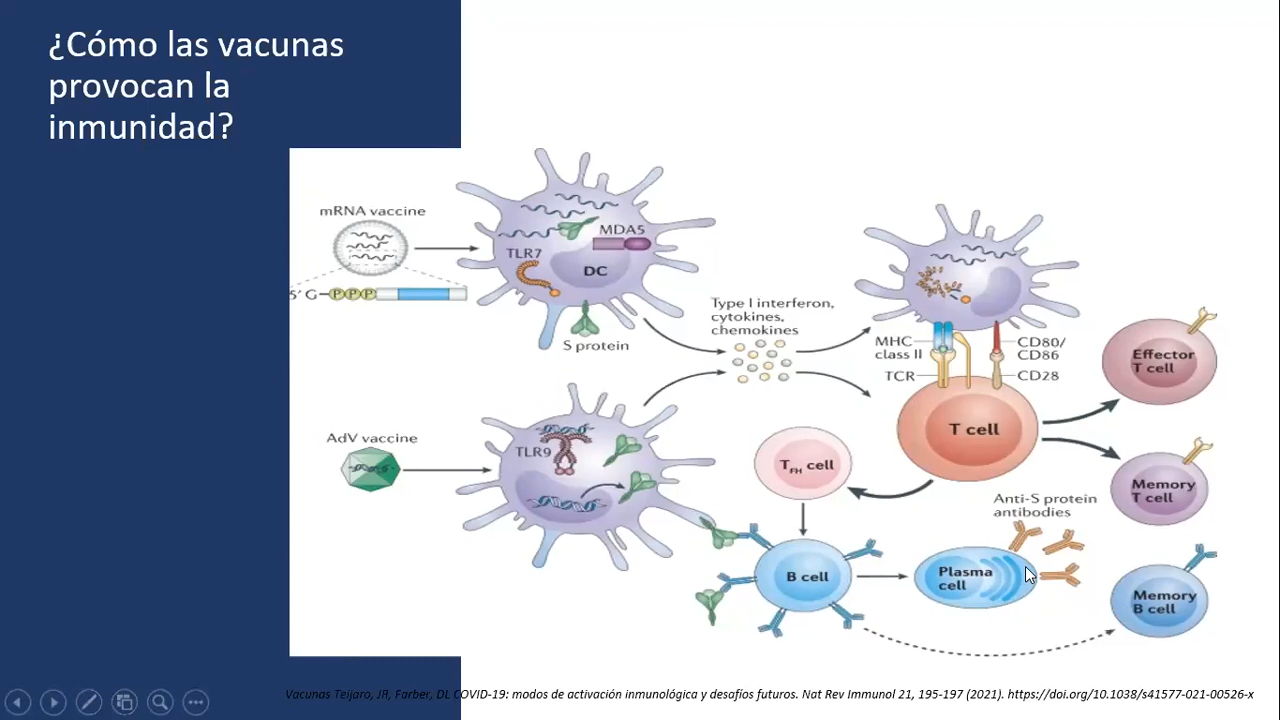 ¿Cómo las vacunas
provocan la
inmunidad?
mRNA vaccine
5' G
P P P
TLR7
MDA5
DC
S protein
AdV vaccine
TLR9
Type I interferon,
cytokines,
chemokines
MHC
class II
TCR
CD80/
CD86
CD28
T cell
Effector
T cell
Memory
T cell
TFH cell
Anti-S protein
antibodies
B cell
Plasma
cell
Memory
B cell
Vacunas Teijaro, JR, Farber, DL COVID-19: modos de activación inmunológica y desafíos futuros. Nat Rev Immunol 21, 195-197 (2021). https://doi.org/10.1038/s41577-021-00526-x